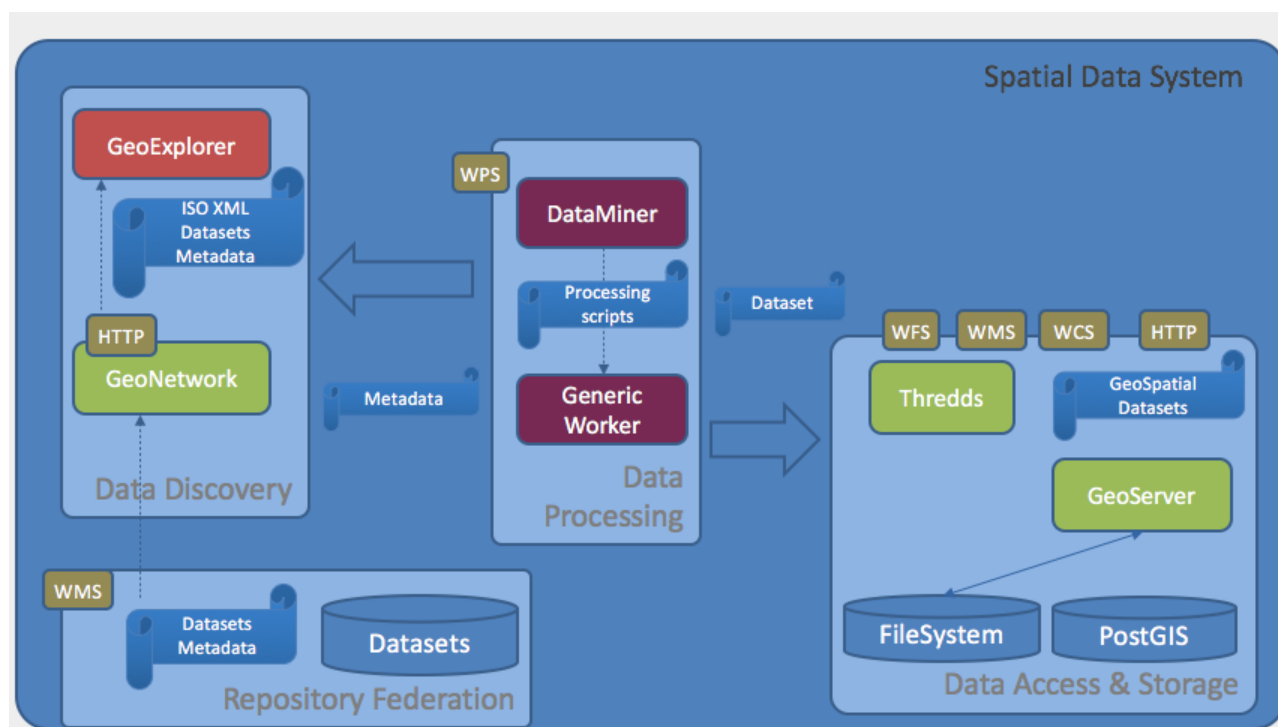 Spatial Data System
GeoExplorer
ISO XML
Datasets
Metadata
HTTP
GeoNetwork
Data Discovery
Metadata
WPS
DataMiner
Processing
scripts
Generic
Worker
Data
Processing
Dataset
WFS
WMS
WCS
HTTP
Thredds
GeoSpatial
Datasets
GeoServer
FileSystem
PostGIS
Data Access & Storage
WMS
Datasets
Metadata
Datasets
Repository Federation